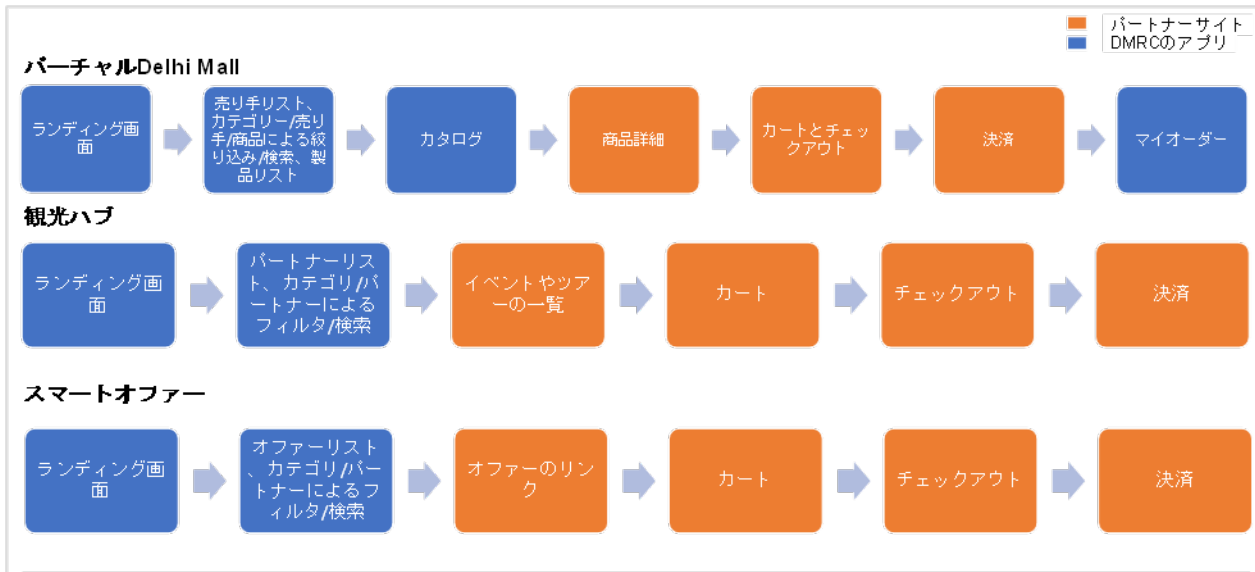 パートナーサイト
DMRCのアプリ
バーチャルDelhi Mall
ランディング画
面
売り手リスト、
カテゴリー/売り
手/商品による絞
り込み/検索、製
品リスト
カタログ
商品詳細
カートとチェッ
クアウト
決済
マイオーダー
観光ハブ
ランディング画
面
パートナーリス
ト、カテゴリ/パ
ートナーによる
フィルタ/検索
イベントやツア
ーの一覧
カート
チェックアウト
決済
スマートオファー
ランディング画
面
オファーリスト
、カテゴリ/パー
トナーによるフ
ィルタ/検索
オファーのリン
ク
カート
チェックアウト
決済